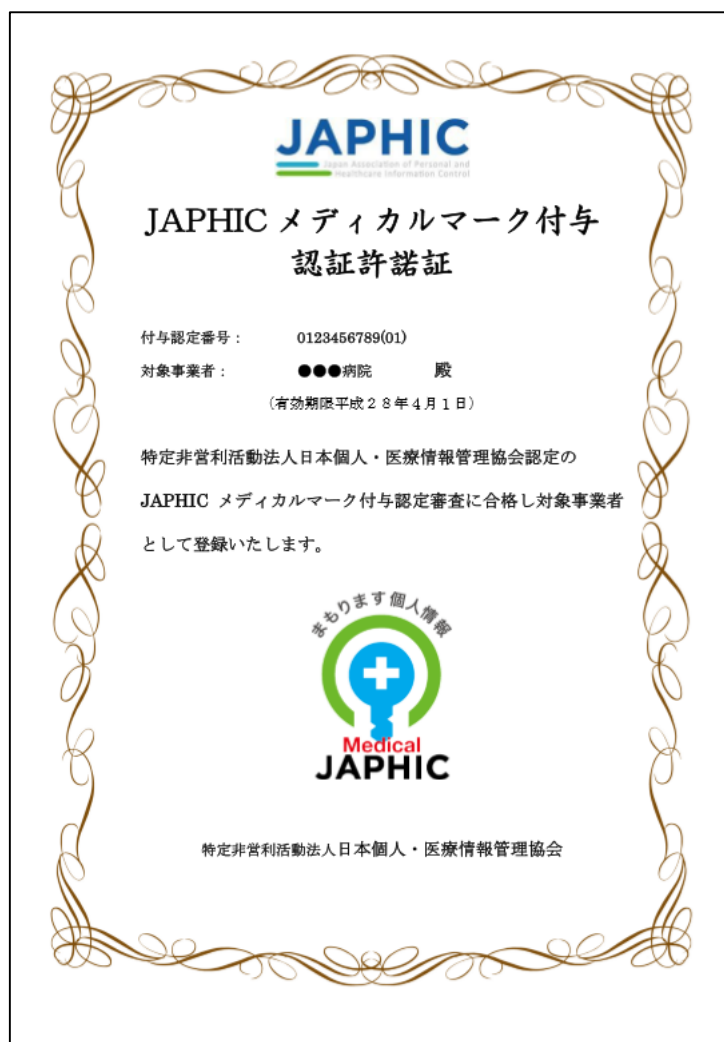 JAPHIC
Japan Association of Personal and
Healthcare Information Control
JAPHIC メディカルマーク付与
認証許諾証
付与認定番号： 0123456789(01)
対象事業者： ●●●病院 殿
（有効期限平成２８年４月１日）
特定非営利活動法人日本個人・医療情報管理協会認定の
JAPHIC メディカルマーク付与認定審査に合格し対象事業者
として登録いたします。
まもります個人情報
Medical
JAPHIC
特定非営利活動法人日本個人・医療情報管理協会